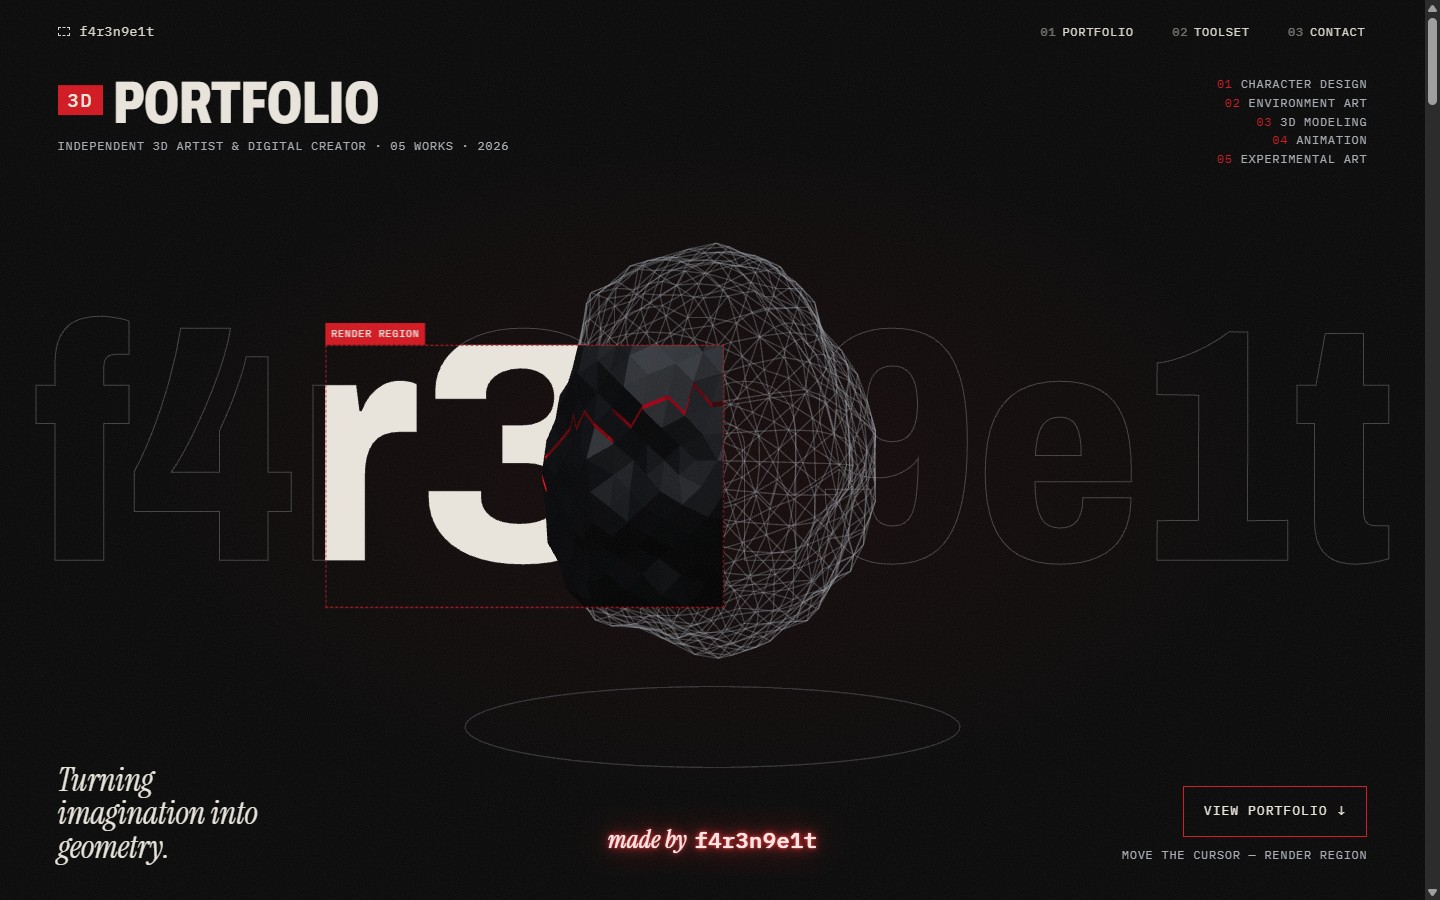 f4r3n9e1t
01 PORTFOLIO
02 TOOLSET
03 CONTACT
3D PORTFOLIO
INDEPENDENT 3D ARTIST & DIGITAL CREATOR · 05 WORKS · 2026
01 CHARACTER DESIGN
02 ENVIRONMENT ART
03 3D MODELING
04 ANIMATION
05 EXPERIMENTAL ART
RENDER REGION
f4r3n9e1t
Turning
imagination into
geometry.
made by f4r3n9e1t
VIEW PORTFOLIO ↓
MOVE THE CURSOR — RENDER REGION